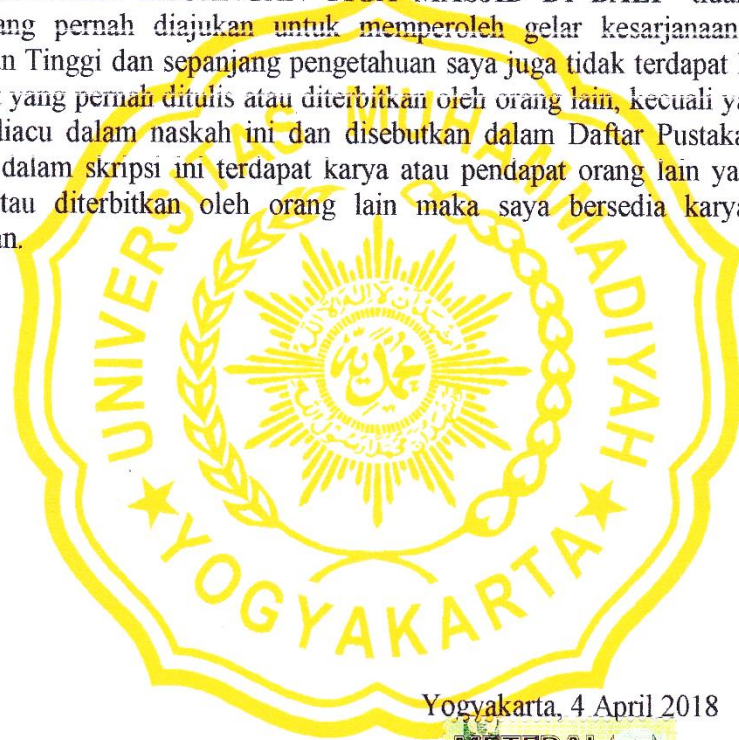 ang pernah diajukan untuk memperoleh gelar kesarjanaan
n Tinggi dan sepanjang pengetahuan saya juga tidak terdapat
yang pernah ditulis atau diterbitkan oleh orang lain, kecuali ya
diacu dalam naskah ini dan disebutkan dalam Daftar Pustaka
dalam skripsi ini terdapat karya atau pendapat orang lain ya
tau diterbitkan oleh orang lain maka saya bersedia karya
n.
UNIVERSITAS MUHAMMADIYAH
محمدية
YOGYAKARTA
Yogyakarta, 4 April 2018